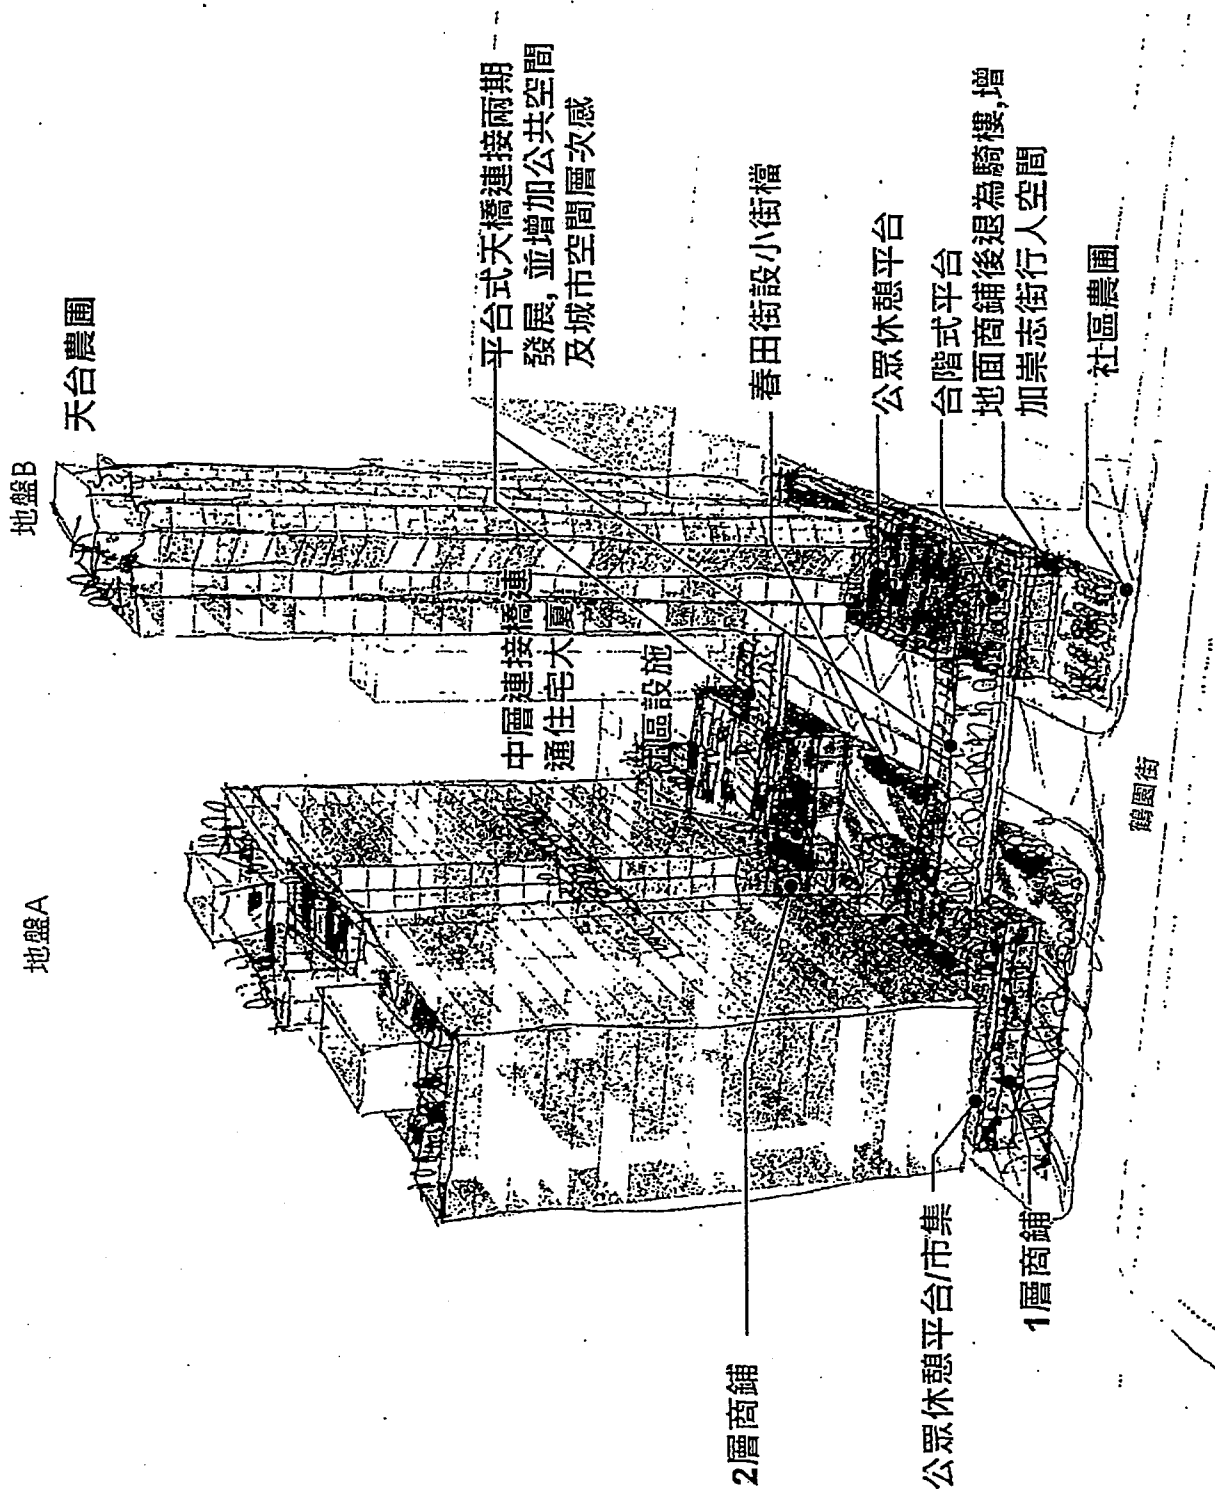 地盤A
地盤B
天台農圃
平台式天橋連接兩期
發展, 並增加公共空間
及城市空間層次感
中層連接橋連
通住宅大廈
社區設施
春田街設小街檔
公眾休憩平台
台階式平台
地面商鋪後退為騎樓,增
加崇志街行人空間
社區農圃
2層商鋪
公眾休憩平台/市集
1層商鋪
鶴園街